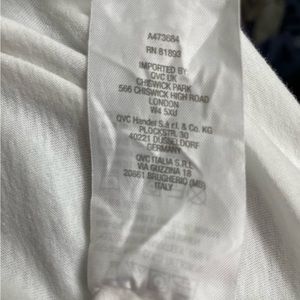 A473684
RN 81803
IMPORTED BY
QVC UK
CHISWICK PARK
566 CHISWICK HIGH ROAD
LONDON
W4 5XU
QVC Handel S.à r.l. & Co. KG
PLOCKSTR. 30
40221 DÜSSELDORF
GERMANY
QVC ITALIA S.R.L.
VIA GUZZINA 18
20861 BRUGHERIO (MB)
ITALY